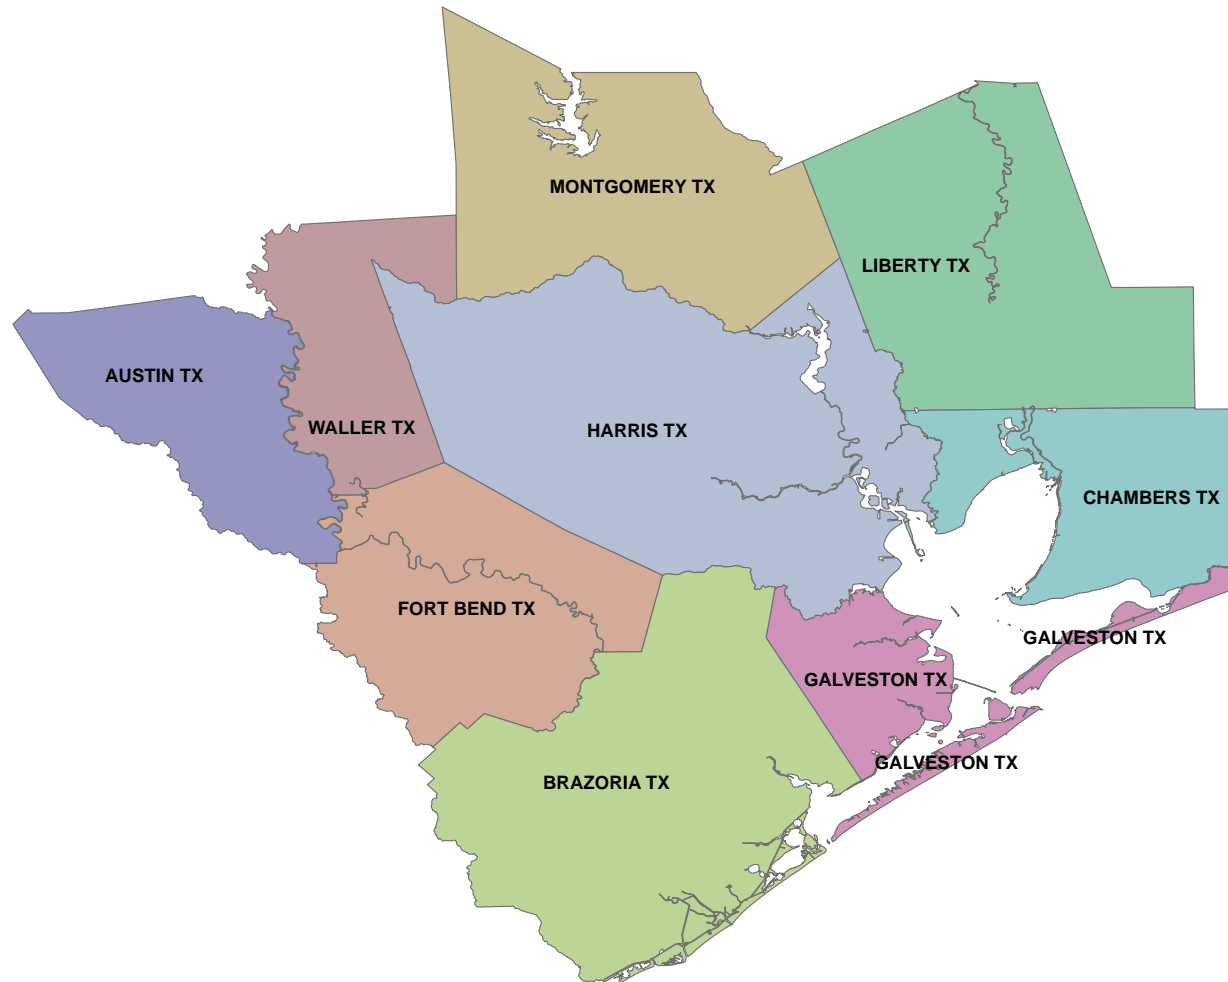 MONTGOMERY TX
LIBERTY TX
AUSTIN TX
WALLER TX
HARRIS TX
CHAMBERS TX
FORT BEND TX
GALVESTON TX
GALVESTON TX
GALVESTON TX
BRAZORIA TX